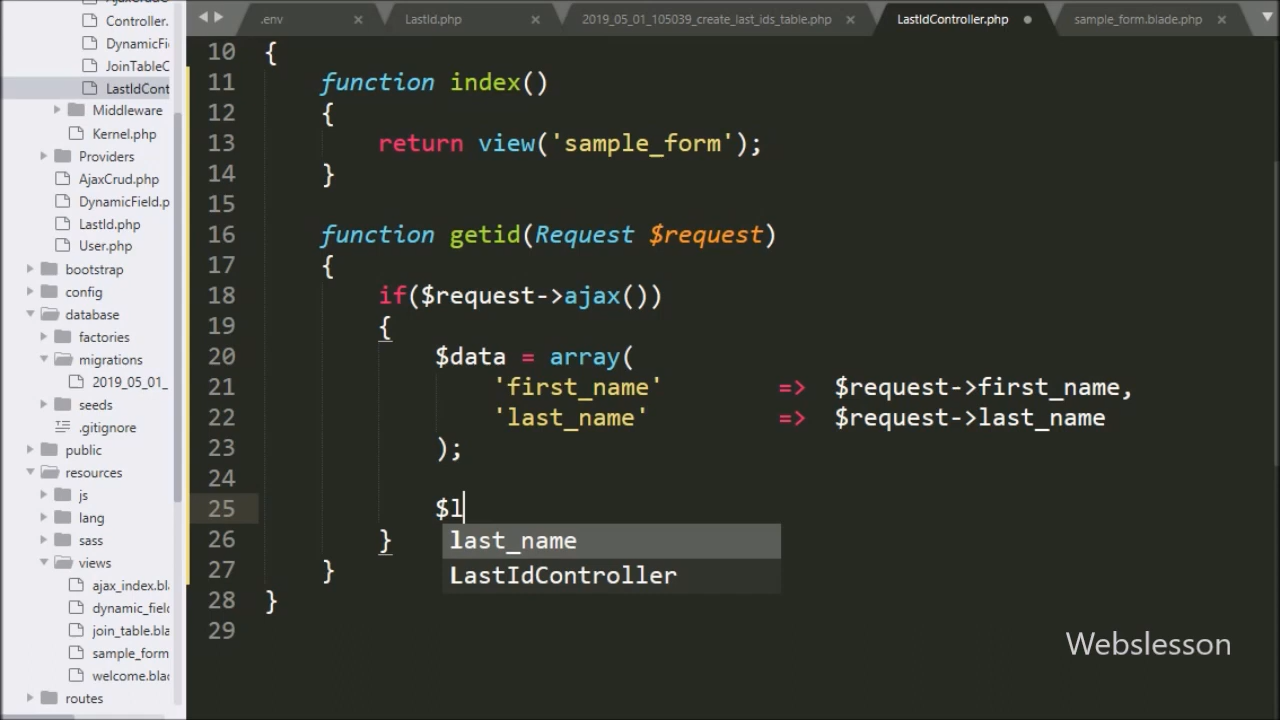 .env
LastId.php
2019_05_01_105039_create_last_ids_table.php
LastIdController.php
sample_form.blade.php
Controller.
DynamicFi
JoinTableC
LastIdCont
Middleware
Kernel.php
Providers
AjaxCrud.php
DynamicField.p
LastId.php
User.php
bootstrap
config
database
factories
migrations
2019_05_01_
seeds
.gitignore
public
resources
js
lang
sass
views
ajax_index.bl
dynamic_field
join_table.bla
sample_form
welcome.blad
routes
10 {
11 function index()
12 {
13 return view('sample_form');
14 }
15
16 function getid(Request $request)
17 {
18 if($request->ajax())
19 {
20 $data = array(
21 'first_name' => $request->first_name,
22 'last_name' => $request->last_name
23 );
24
25 $l
last_name
LastIdController
26 }
27 }
28 }
29
Webslesson